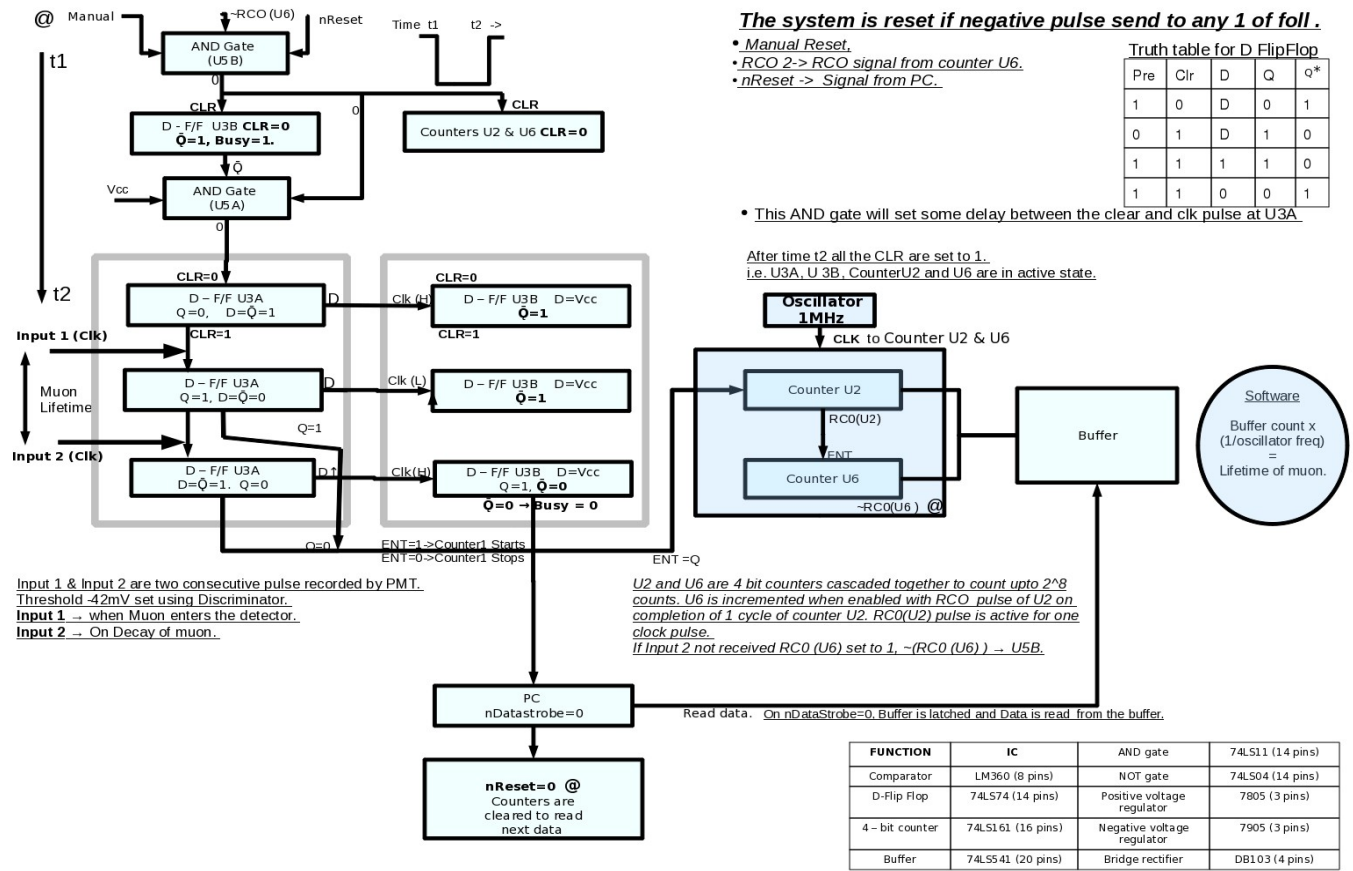 @ Manual ~RCO (U6) nReset
AND Gate
(U5B)
t1
0
Time t1 t2 ->
The system is reset if negative pulse send to any 1 of foll .
• Manual Reset,
• RCO 2-> RCO signal from counter U6.
• nReset -> Signal from PC.
Truth table for D FlipFlop
Pre Clr D Q Q*
1 0 D 0 1
0 1 D 1 0
1 1 1 1 0
1 1 0 0 1
CLR
D - F/F U3B CLR=0
Q̄=1, Busy=1.
0
CLR
Counters U2 & U6 CLR=0
Q̄
Vcc
AND Gate
(U5A)
0
• This AND gate will set some delay between the clear and clk pulse at U3A
After time t2 all the CLR are set to 1.
i.e. U3A, U 3B, CounterU2 and U6 are in active state.
t2
CLR=0
D – F/F U3A
Q=0, D=Q̄=1
D
Clk (H)
CLR=0
D – F/F U3B D=Vcc
Q̄=1
CLR=1
CLR=1
Input 1 (Clk)
D – F/F U3A
Q=1, D=Q̄=0
D
Clk (L)
D – F/F U3B D=Vcc
Q̄=1
Muon
Lifetime
Q=1
Input 2 (Clk)
D – F/F U3A
D=Q̄=1. Q=0
D↑
Clk(H)
D – F/F U3B D=Vcc
Q=1, Q̄=0
Q̄=0 → Busy = 0
Q=0
ENT=1->Counter1 Starts
ENT=0->Counter1 Stops
ENT =Q
Oscillator
1MHz
CLK to Counter U2 & U6
Counter U2
RC0(U2)
ENT
Counter U6
~RC0(U6 ) @
Buffer
Software
Buffer count x
(1/oscillator freq)
=
Lifetime of muon.
Input 1 & Input 2 are two consecutive pulse recorded by PMT.
Threshold -42mV set using Discriminator.
Input 1 → when Muon enters the detector.
Input 2 → On Decay of muon.
U2 and U6 are 4 bit counters cascaded together to count upto 2^8
counts. U6 is incremented when enabled with RCO pulse of U2 on
completion of 1 cycle of counter U2. RC0(U2) pulse is active for one
clock pulse.
If Input 2 not received RC0 (U6) set to 1, ~(RC0 (U6) ) → U5B.
PC
nDatastrobe=0
Read data. On nDataStrobe=0, Buffer is latched and Data is read from the buffer.
nReset=0 @
Counters are
cleared to read
next data
FUNCTION IC AND gate 74LS11 (14 pins)
Comparator LM360 (8 pins) NOT gate 74LS04 (14 pins)
D-Flip Flop 74LS74 (14 pins) Positive voltage
regulator 7805 (3 pins)
4 – bit counter 74LS161 (16 pins) Negative voltage
regulator 7905 (3 pins)
Buffer 74LS541 (20 pins) Bridge rectifier DB103 (4 pins)